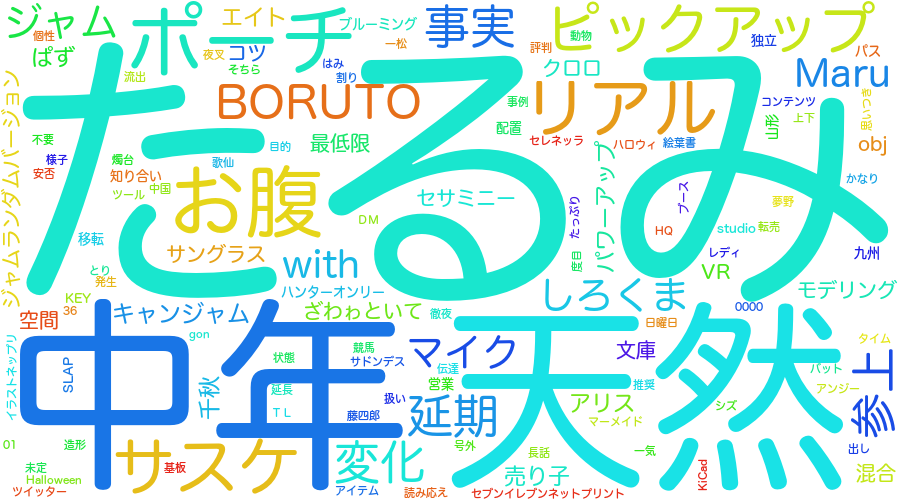 ジャム
個性
ぱず
ポーチ
エイト
夜叉
コツ
そちら
ブルーミング
一松
はみ
割り
事実
ピックアップ
評判
動物
独立
パス
クロロ
Maru
流出
たるみ
BORUTO
リアル
事例
配置
セレネッラ
ハロウィ
絵葉書
コンテンツ
山形
上下
思いつき
obj
不要
様子
安否
燭台
知り合い
ツール
中国
歌仙
目的
最低限
お腹
セサミニー
DM
たっぷり
度目
パワーアップ
ブース
夢野
かなり
studio
転売
HQ
レディ
九州
VR
ジャムランダムバージョン
移転
とり
発生
サングラス
with
ハンターオンリー
しろくま
モデリング
KEY
36
空間
キャンジャム
ざわゎといて
徹夜
0000
日曜日
gon
中年
天然
マイク
文庫
タイム
イラストネップリ
SLAP
千秋
状態
延長
TL
競馬
サドンデス
伝達
営業
扱い
藤四郎
延期
推奨
アリス
マーメイド
シズ
バット
アンジー
参上
01
造形
サスケ
基板
変化
号外
長話
売り子
一気
KiCad
出し
混合
未定
Halloween
ツイッター
アイテム
読み応え
セブンイレブンネットプリント